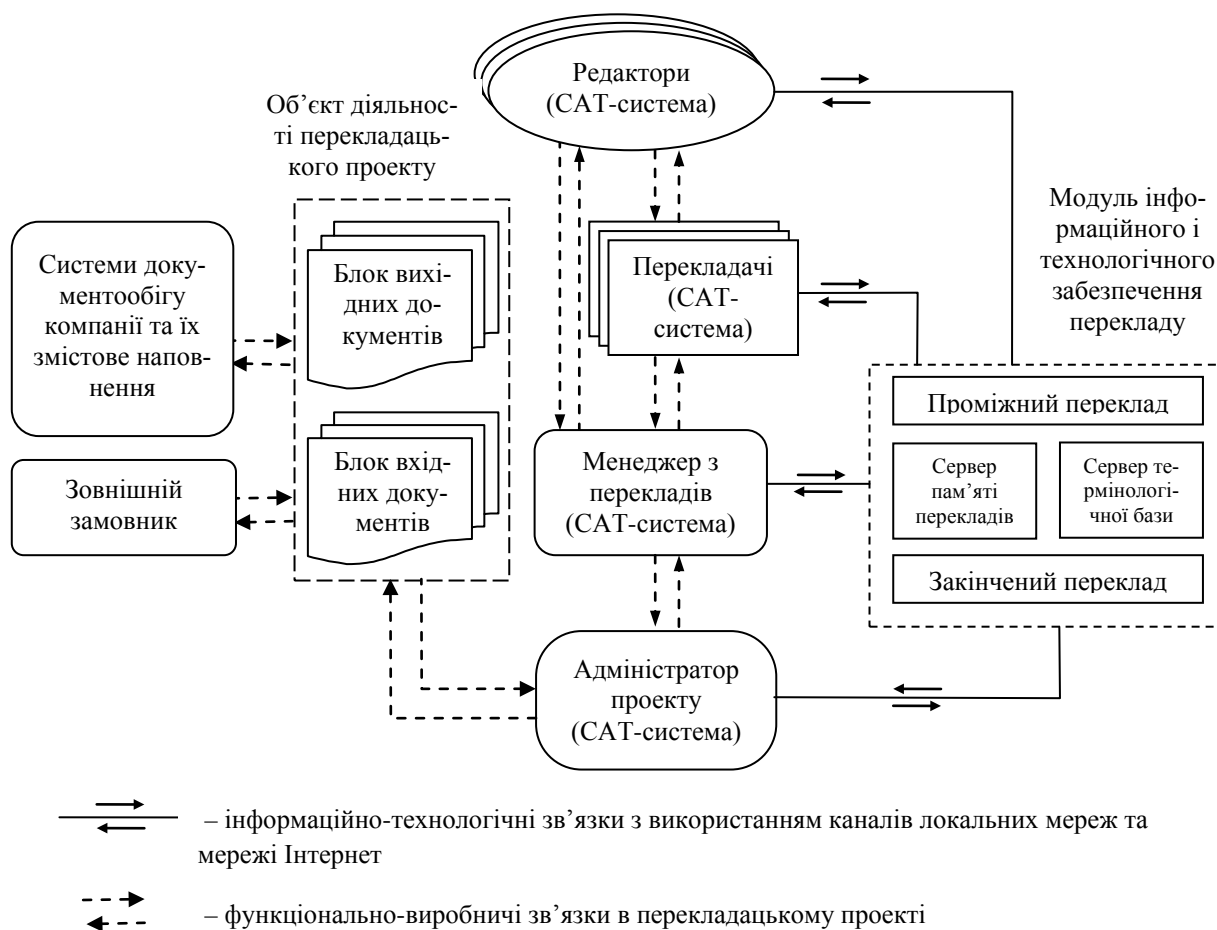 Редактори
(САТ-система)
Об’єкт діяльнос-
ті перекладаць-
кого проекту
Модуль інфо-
рмаційного і
технологічного
забезпечення
перекладу
Системи доку-
ментообігу
компанії та їх
змістове напов-
нення
Блок вихі-
дних до-
кументів
Перекладачі
(САТ-
система)
Проміжний переклад
Зовнішній
замовник
Блок вхід-
них доку-
ментів
Менеджер з
перекладів
(САТ-система)
Сервер
пам’яті
перекладів
Сервер те-
рмінологі-
чної бази
Закінчений переклад
Адміністратор
проекту
(САТ-система)
– інформаційно-технологічні зв’язки з використанням каналів локальних мереж та
мережі Інтернет
– функціонально-виробничі зв’язки в перекладацькому проекті